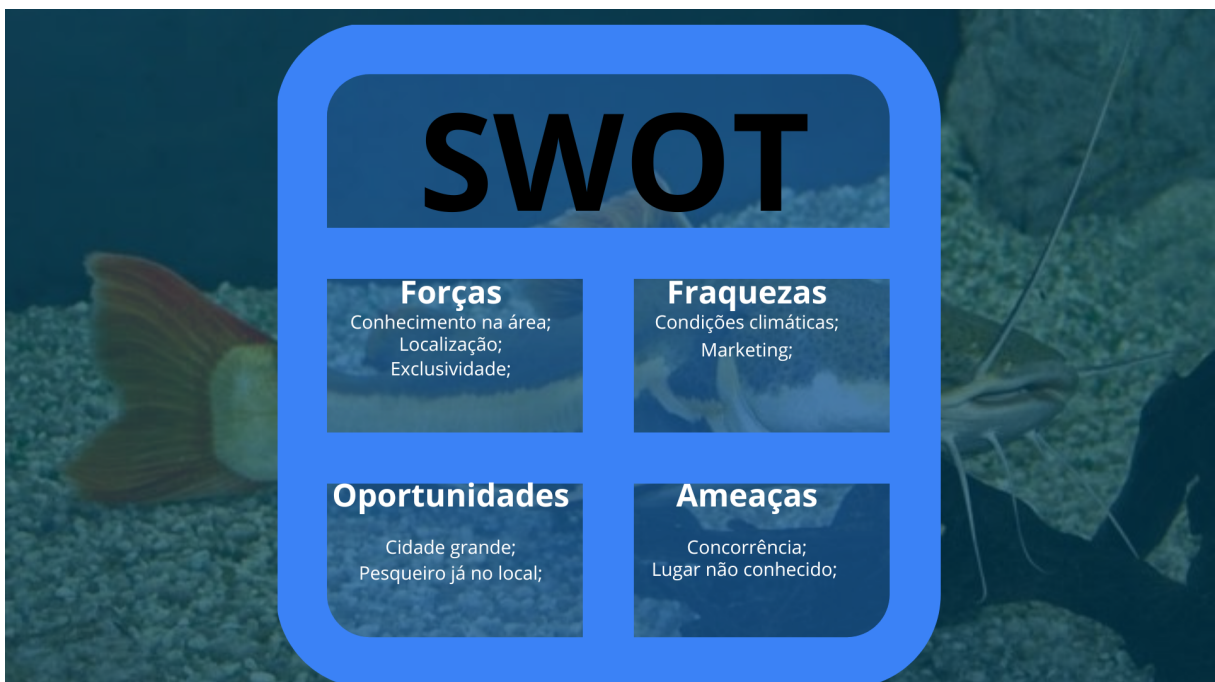 SWOT
Forças
Conhecimento na área;
Localização;
Exclusividade;
Fraquezas
Condições climáticas;
Marketing;
Oportunidades
Cidade grande;
Pesqueiro já no local;
Ameaças
Concorrência;
Lugar não conhecido;